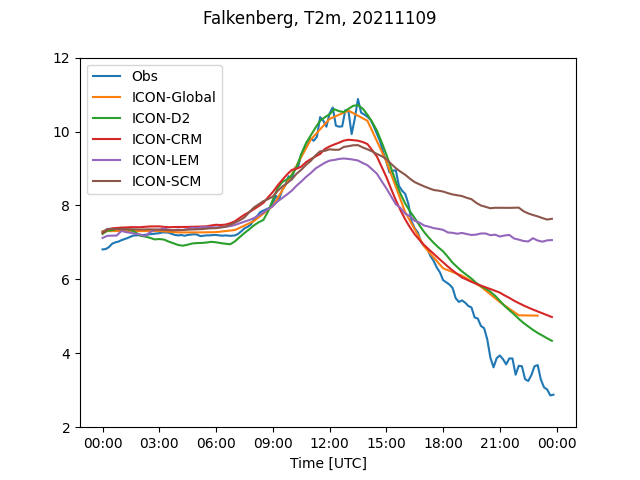 Falkenberg, T2m, 20211109
12
10
8
6
4
2
Obs
ICON-Global
ICON-D2
ICON-CRM
ICON-LEM
ICON-SCM
00:00 03:00 06:00 09:00 12:00 15:00 18:00 21:00 00:00
Time [UTC]